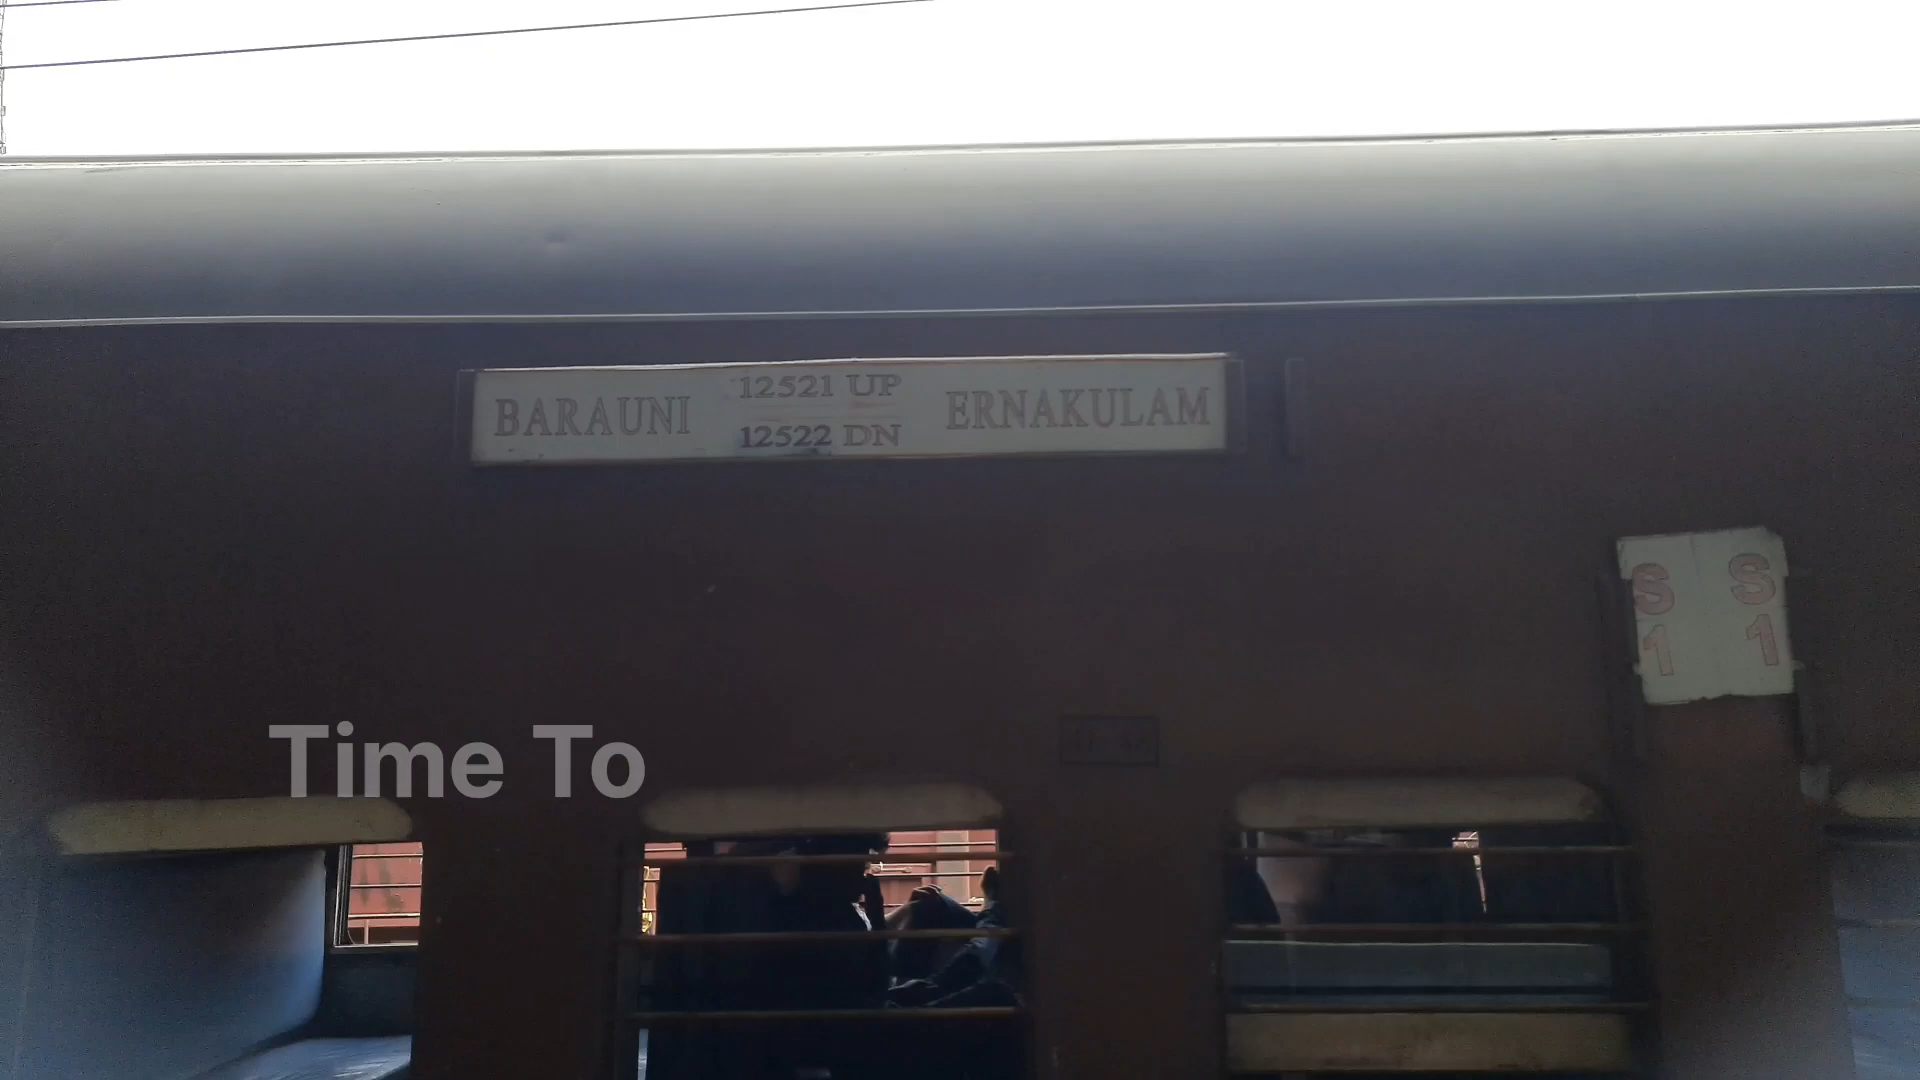 BARAUNI
12521 UP
12522 DN
ERNAKULAM
S S
1 1
Time To